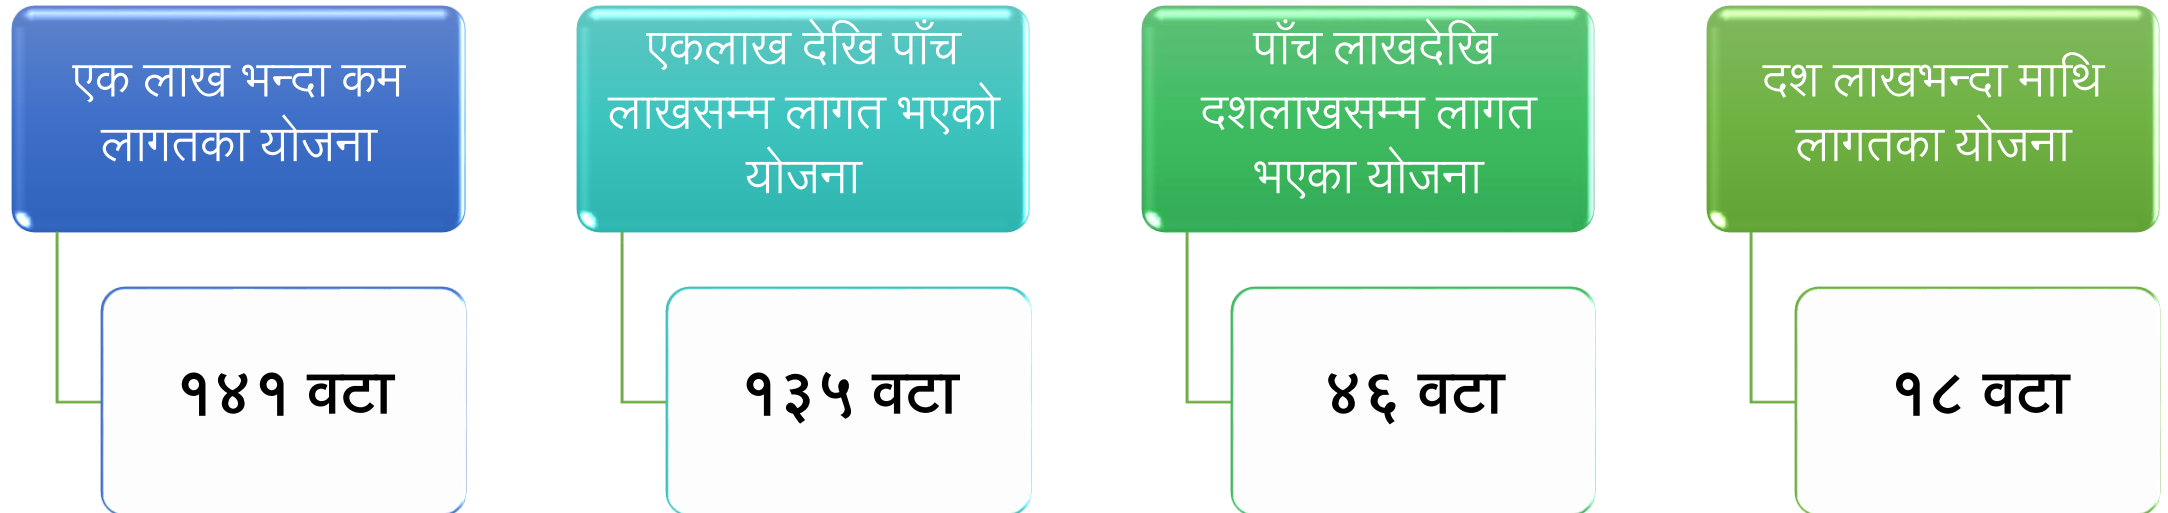 एक लाख भन्दा कम
लागतका योजना
१४१ वटा
एकलाख देखि पाँच
लाखसम्म लागत भएको
योजना
१३५ वटा
पाँच लाखदेखि
दशलाखसम्म लागत
भएका योजना
४६ वटा
दश लाखभन्दा माथि
लागतका योजना
१८ वटा